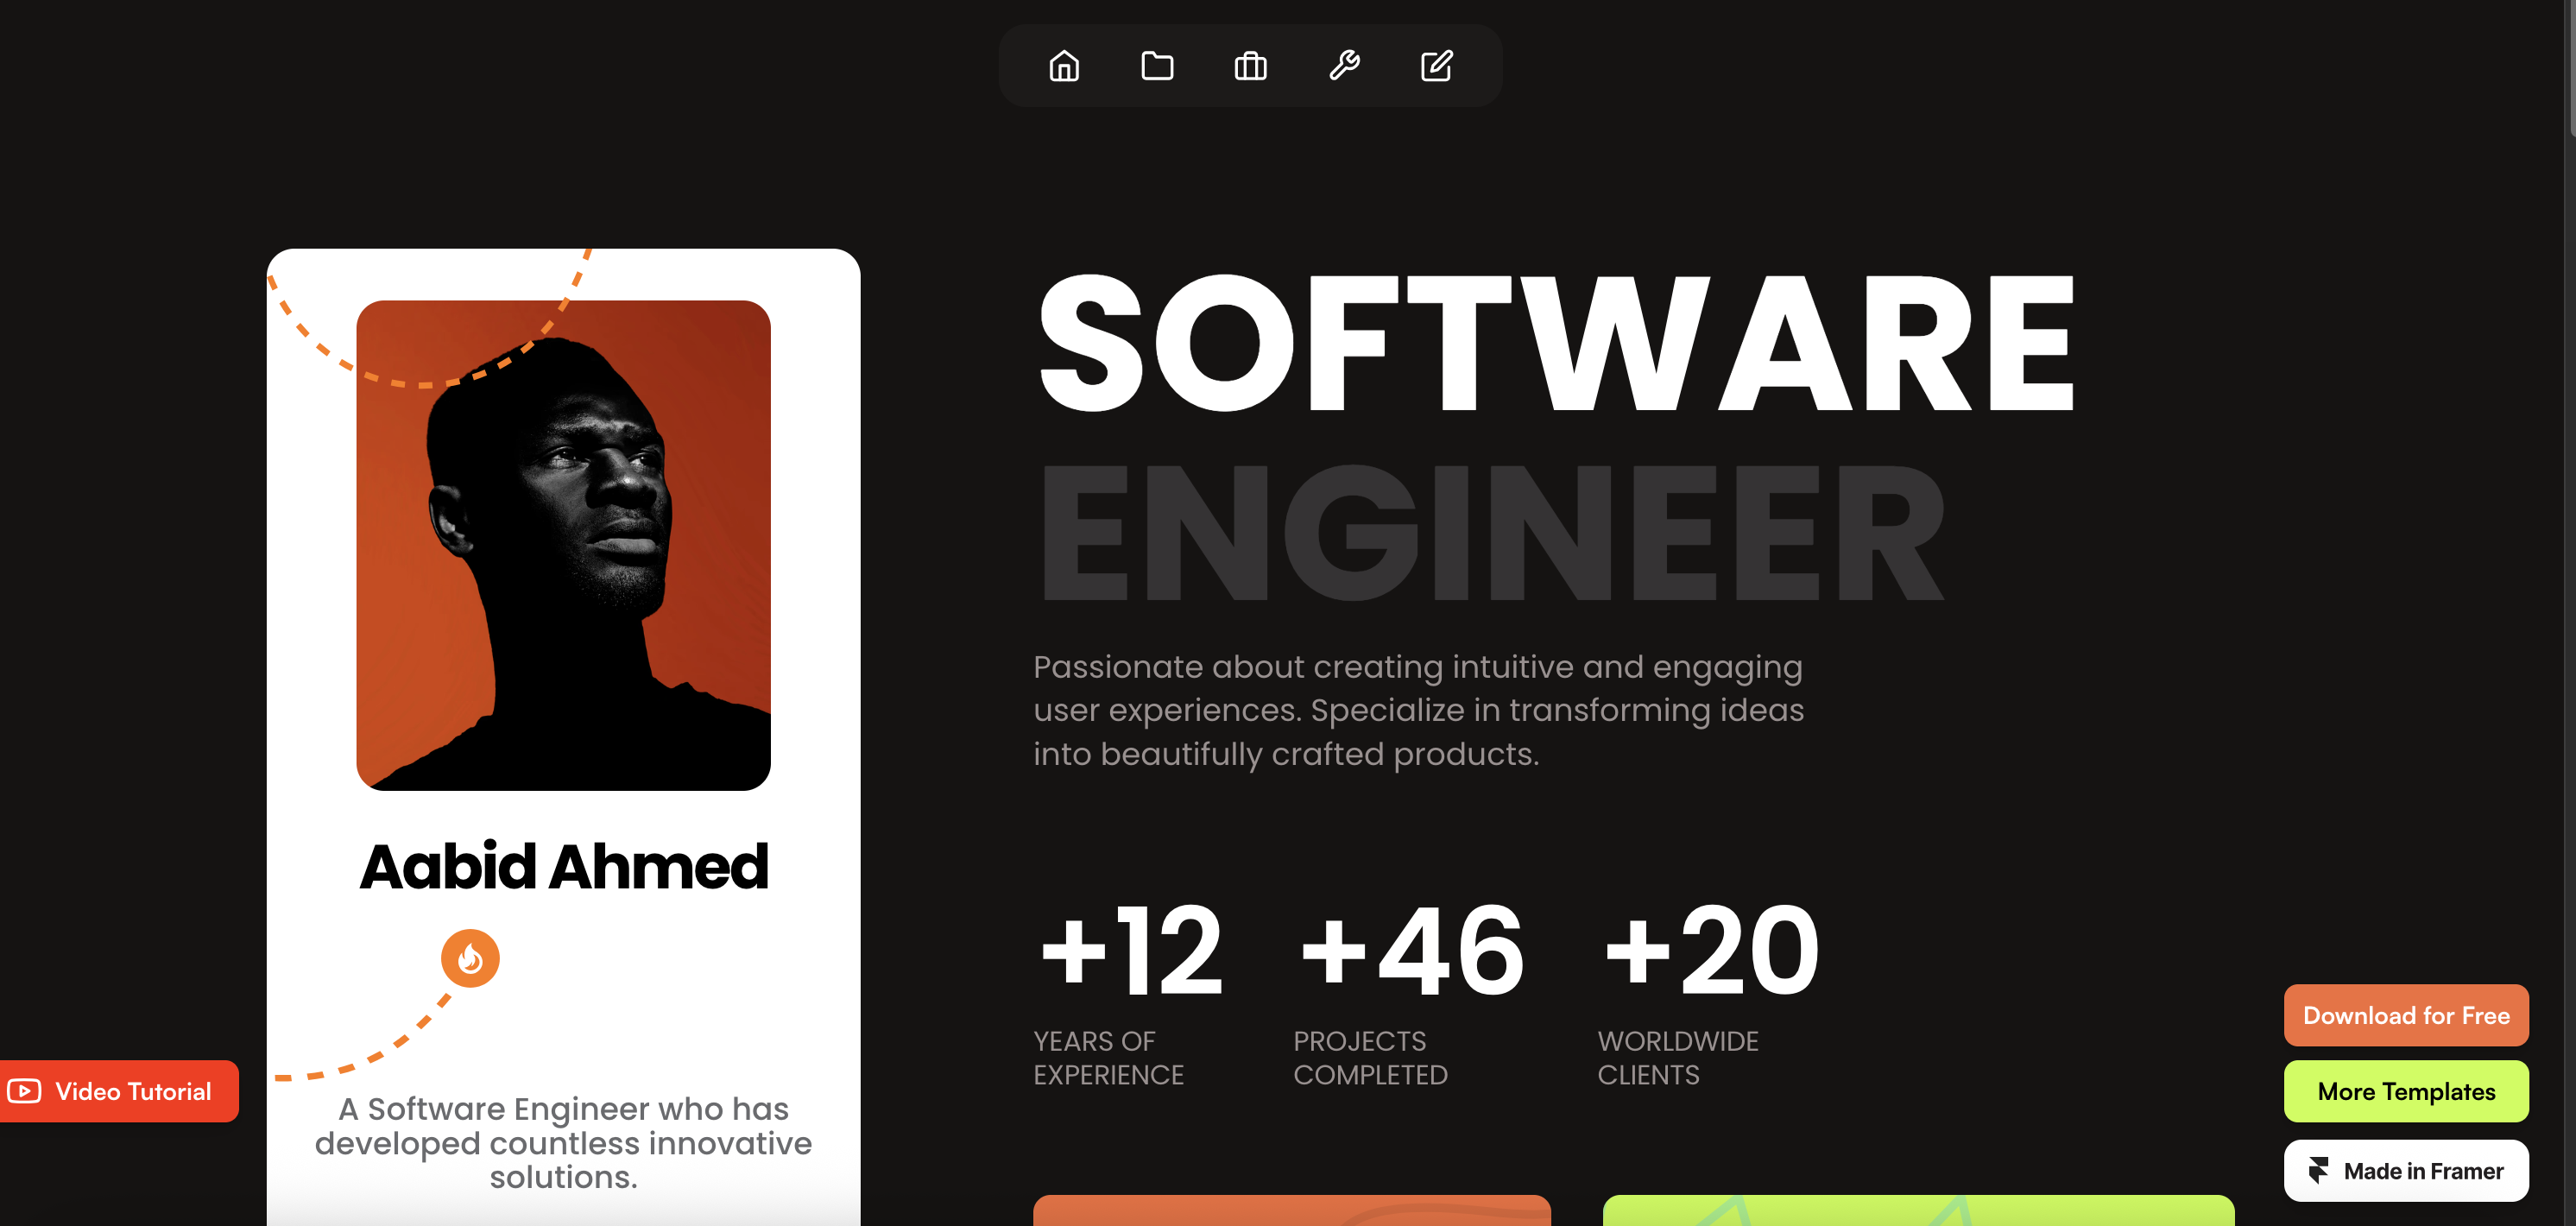 SOFTWARE
ENGINEER
Passionate about creating intuitive and engaging
user experiences. Specialize in transforming ideas
into beautifully crafted products.
Aabid Ahmed
A Software Engineer who has
developed countless innovative
solutions.
+12
YEARS OF
EXPERIENCE
+46
PROJECTS
COMPLETED
+20
WORLDWIDE
CLIENTS
Video Tutorial
Download for Free
More Templates
Made in Framer